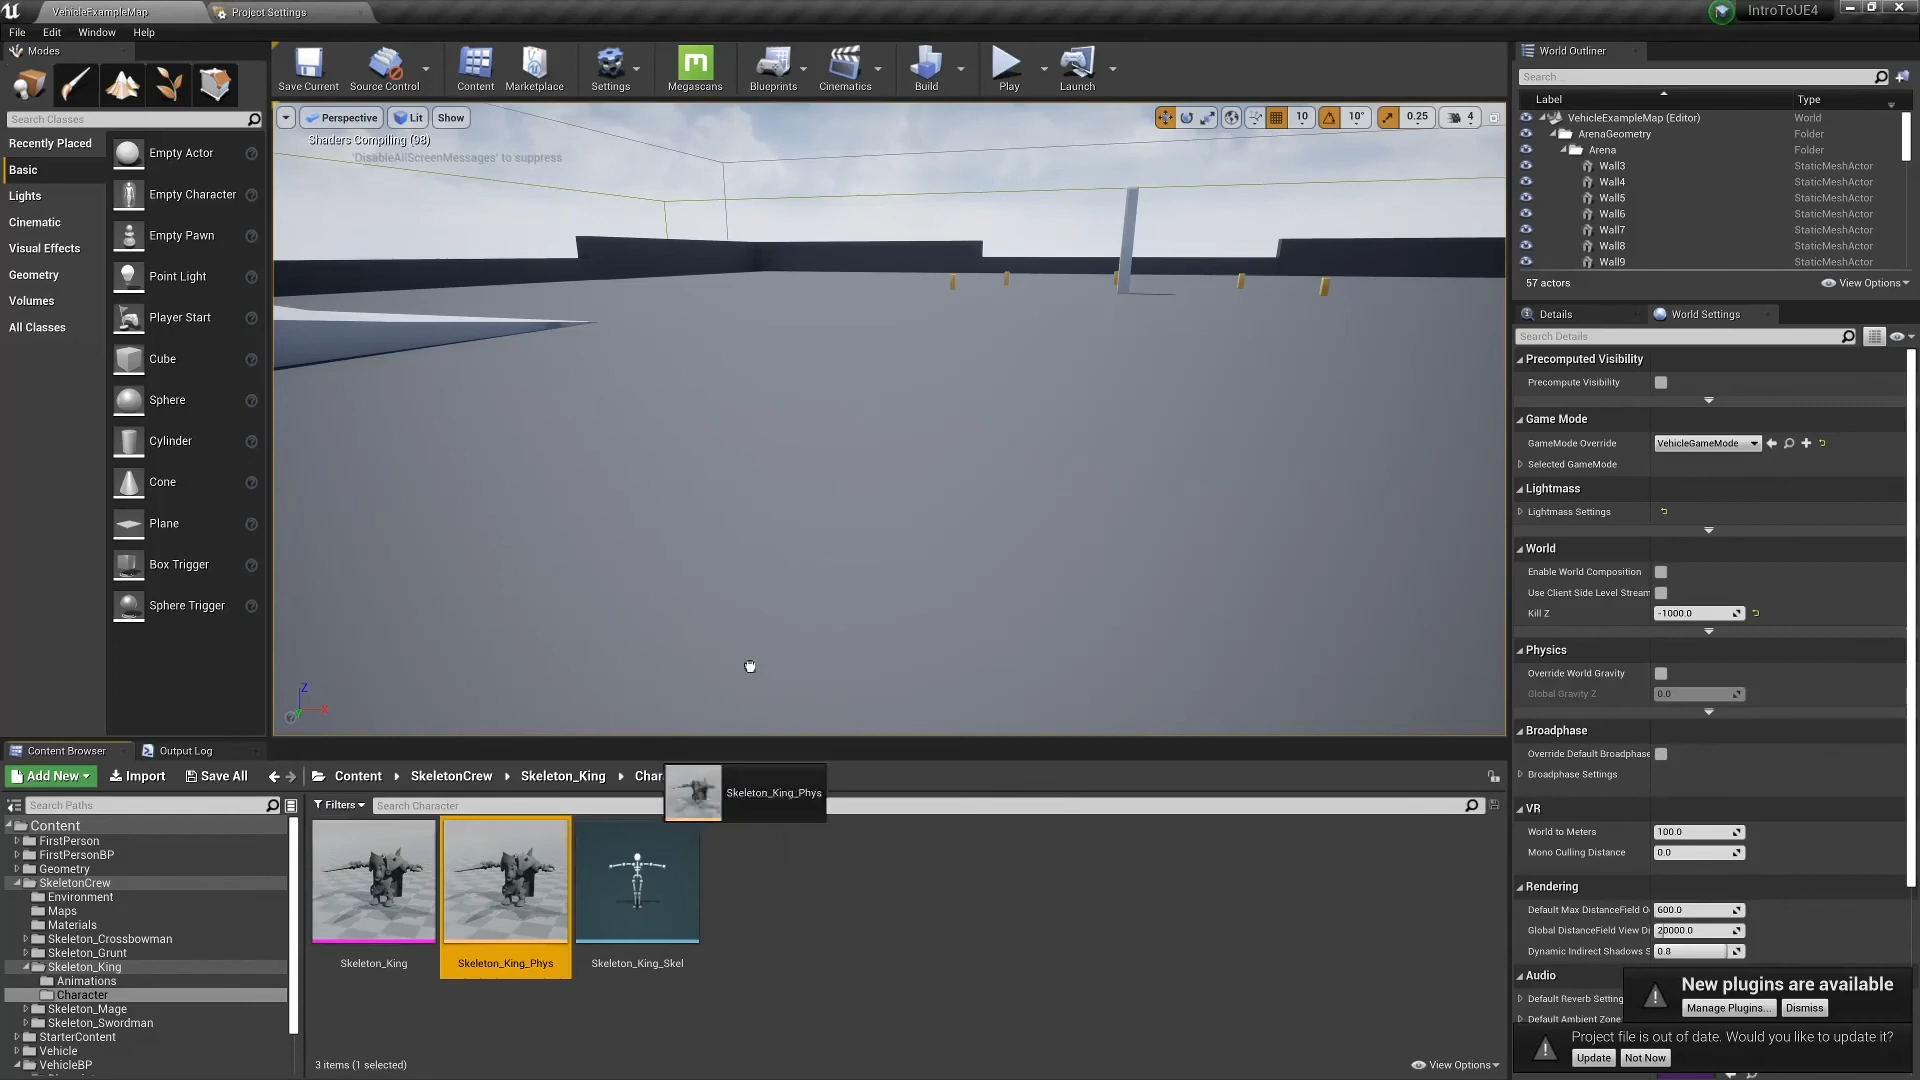 VehicleExampleMap
Project Settings
IntroToUE4
File Edit Window Help
Modes
Search Classes
Recently Placed
Basic
Lights
Cinematic
Visual Effects
Geometry
Volumes
All Classes
Empty Actor
Empty Character
Empty Pawn
Point Light
Player Start
Cube
Sphere
Cylinder
Cone
Plane
Box Trigger
Sphere Trigger
Save Current
Source Control
Content
Marketplace
Settings
Megascans
Blueprints
Cinematics
Build
Play
Launch
Perspective
Lit
Show
10
10°
0.25
4
Shaders Compiling (98)
'DisableAllScreenMessages' to suppress
Z
X
World Outliner
Search...
Label Type
VehicleExampleMap (Editor) World
ArenaGeometry Folder
Arena Folder
Wall3 StaticMeshActor
Wall4 StaticMeshActor
Wall5 StaticMeshActor
Wall6 StaticMeshActor
Wall7 StaticMeshActor
Wall8 StaticMeshActor
Wall9 StaticMeshActor
57 actors
View Options
Details
World Settings
Search Details
Precomputed Visibility
Precompute Visibility
Game Mode
GameMode Override VehicleGameMode
Selected GameMode
Lightmass
Lightmass Settings
World
Enable World Composition
Use Client Side Level Stream
Kill Z -1000.0
Physics
Override World Gravity
Global Gravity Z 0.0
Broadphase
Override Default Broadphase
Broadphase Settings
VR
World to Meters 100.0
Mono Culling Distance 0.0
Rendering
Default Max DistanceField O 600.0
Global DistanceField View Di 20000.0
Dynamic Indirect Shadows S 0.8
Audio
Default Reverb Setting
Default Ambient Zone
New plugins are available
Manage Plugins... Dismiss
Project file is out of date. Would you like to update it?
Update Not Now
Content Browser
Output Log
Add New Import Save All
Content SkeletonCrew Skeleton_King Char
Skeleton_King_Phys
Search Paths
Filters
Search Character
Content
FirstPerson
FirstPersonBP
Geometry
SkeletonCrew
Environment
Maps
Materials
Skeleton_Crossbowman
Skeleton_Grunt
Skeleton_King
Animations
Character
Skeleton_Mage
Skeleton_Swordman
StarterContent
Vehicle
VehicleBP
Skeleton_King
Skeleton_King_Phys
Skeleton_King_Skel
3 items (1 selected)
View Options